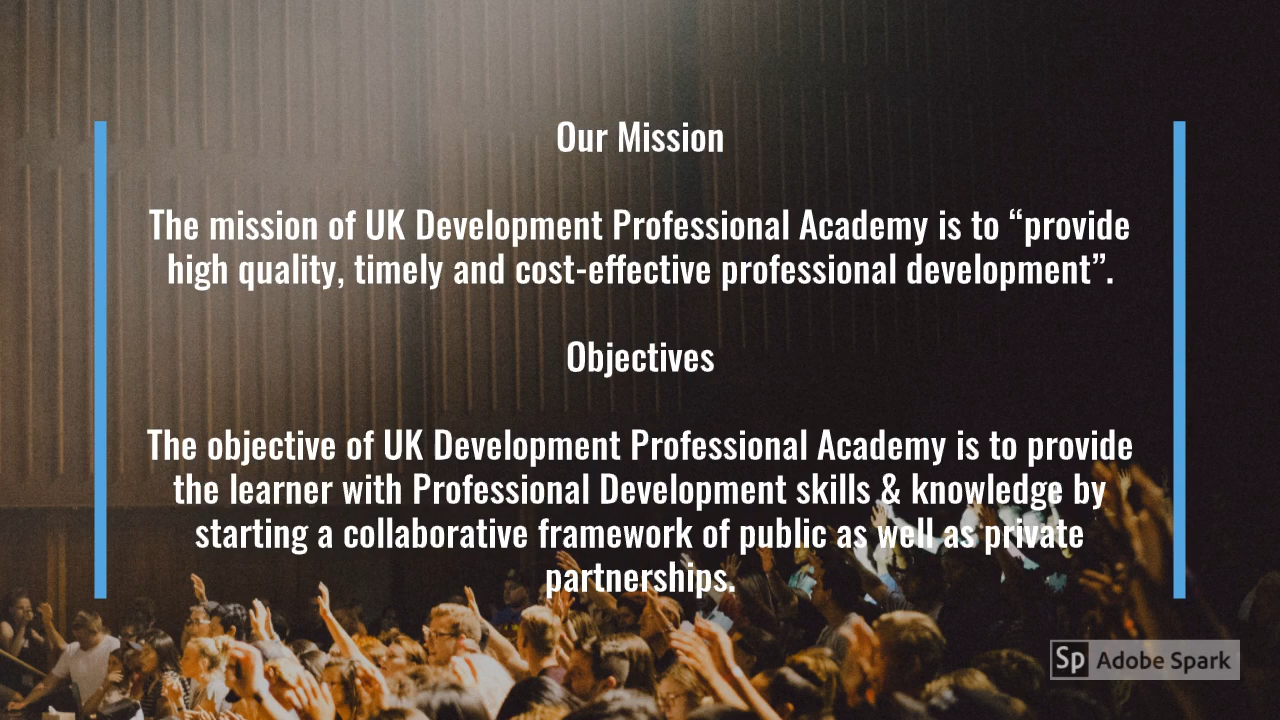 Our Mission
The mission of UK Development Professional Academy is to “provide
high quality, timely and cost-effective professional development”.
Objectives
The objective of UK Development Professional Academy is to provide
the learner with Professional Development skills & knowledge by
starting a collaborative framework of public as well as private
partnerships.
Sp Adobe Spark